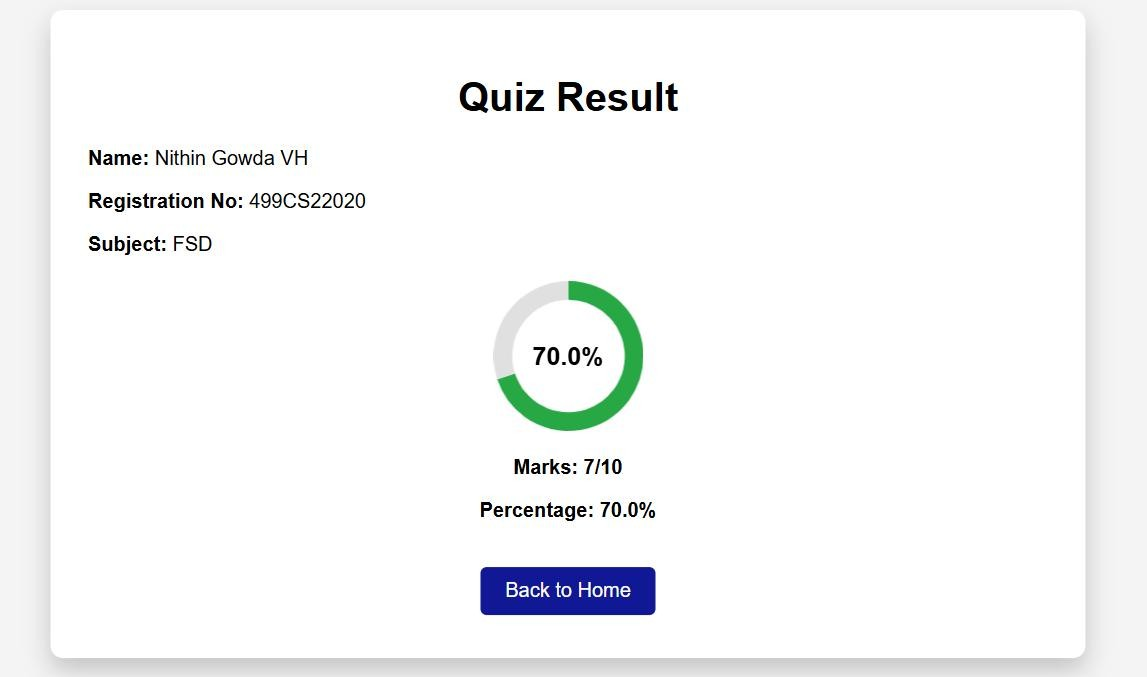 Quiz Result
Name: Nithin Gowda VH
Registration No: 499CS22020
Subject: FSD
70.0%
Marks: 7/10
Percentage: 70.0%
Back to Home